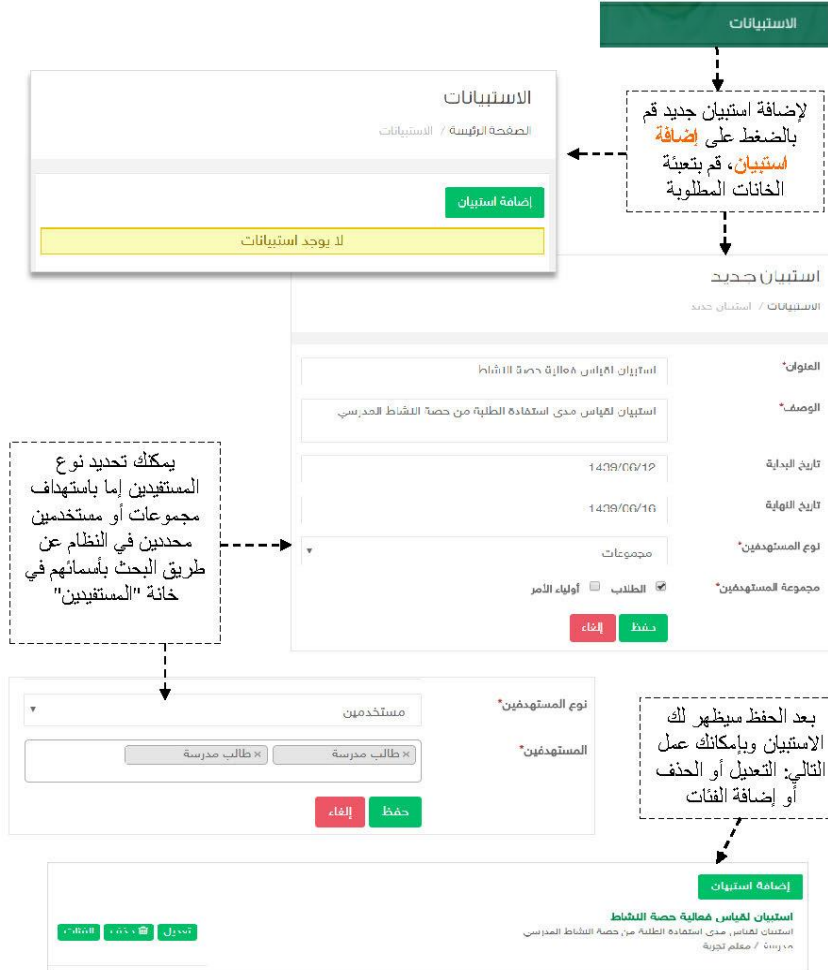 الاستبيانات
لإضافة استبيان جديد قم
بالضغط على إضافة
استبيان، قم بتعبئة
الخانات المطلوبة
الاستبيانات
الصفحة الرئيسة / الاستبيانات
إضافة استبيان
لا يوجد استبيانات
استبيان جديد
الاستبيانات / استبيان جديد
العنوان*
استبيان لقياس فعالية حصة النشاط
الوصف*
استبيان لقياس مدى استفادة الطلبة من حصة النشاط المدرسي
تاريخ البداية
1439/06/12
تاريخ النهاية
1439/06/16
نوع المستهدفين*
مجموعات
مجموعة المستهدفين*
الطلاب أولياء الأمر
حفظ إلغاء
يمكنك تحديد نوع
المستفيدين إما باستهداف
مجموعات أو مستخدمين
محددين في النظام عن
طريق البحث بأسمائهم في
خانة "المستفيدين"
نوع المستهدفين*
مستخدمين
المستهدفين*
× طالب مدرسة × طالب مدرسة
حفظ إلغاء
بعد الحفظ سيظهر لك
الاستبيان وبإمكانك عمل
التالي: التعديل أو الحذف
أو إضافة الفئات
إضافة استبيان
استبيان لقياس فعالية حصة النشاط
استبيان لقياس مدى استفادة الطلبة من حصة النشاط المدرسي
مدرسة / معلم تجربة
تعديل حذف الفئات